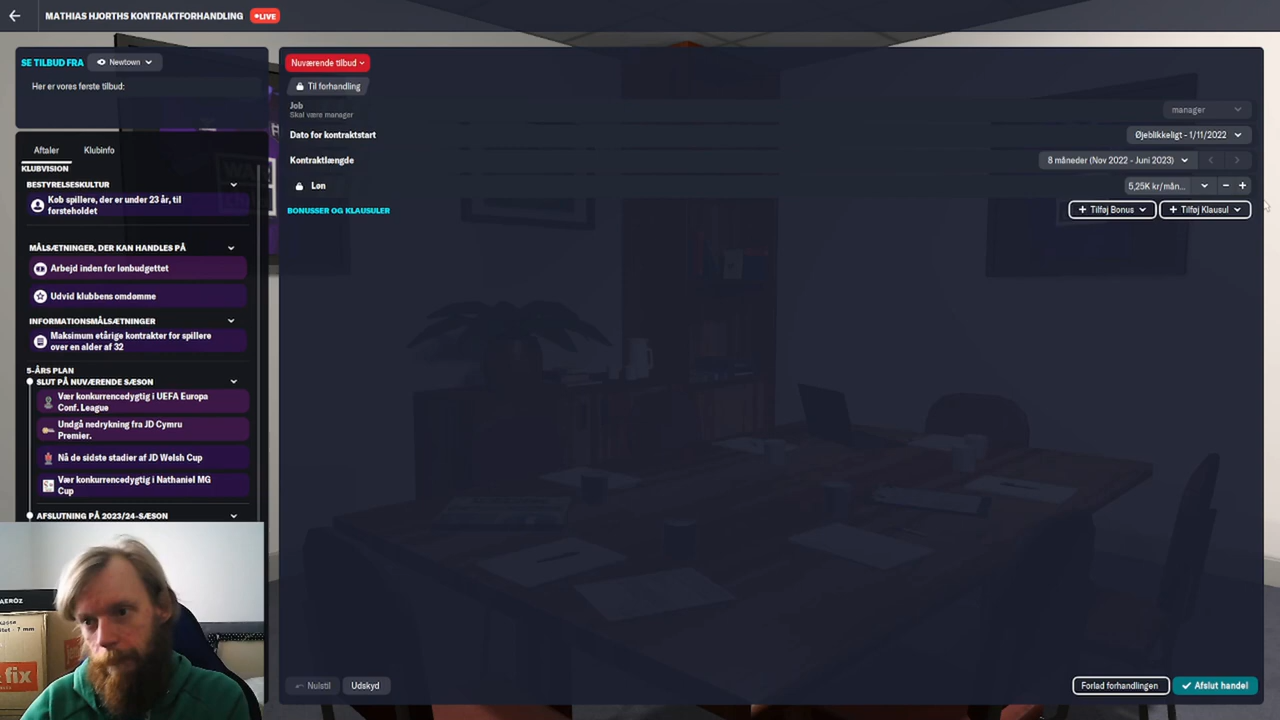 MATHIAS HJORTHS KONTRAKTFORHANDLING
LIVE
SE TILBUD FRA
Newtown
Her er vores første tilbud:
Aftaler
Klubinfo
KLUBVISION
BESTYRELSESKULTUR
Køb spillere, der er under 23 år, til
førsteholdet
MÅLSÆTNINGER, DER KAN HANDLES PÅ
Arbejd inden for lønbudgettet
Udvid klubbens omdømme
INFORMATIONSMÅLSÆTNINGER
Maksimum etårige kontrakter for spillere
over en alder af 32
5-ÅRS PLAN
SLUT PÅ NUVÆRENDE SÆSON
Vær konkurrencedygtig i UEFA Europa
Conf. League
Undgå nedrykning fra JD Cymru
Premier.
Nå de sidste stadier af JD Welsh Cup
Vær konkurrencedygtig i Nathaniel MG
Cup
AFSLUTNING PÅ 2023/24-SÆSON
Nuværende tilbud
Til forhandling
Job
Skal være manager
manager
Dato for kontraktstart
Øjeblikkeligt - 1/11/2022
Kontraktlængde
8 måneder (Nov 2022 - Juni 2023)
Løn
5,25K kr/mån...
BONUSSER OG KLAUSULER
Tilføj Bonus
Tilføj Klausul
Nulstil
Udskyd
Forlad forhandlingen
Afslut handel
AEROZ
fix